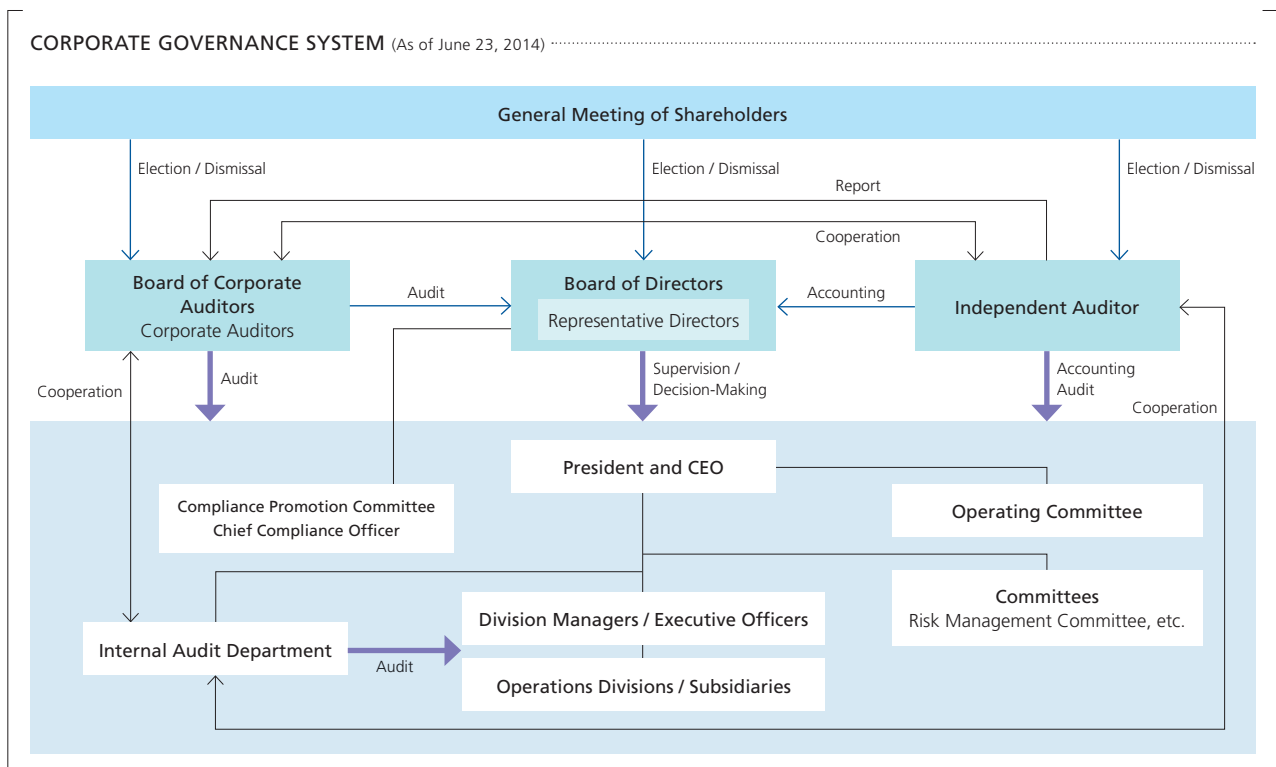 CORPORATE GOVERNANCE SYSTEM (As of June 23, 2014)
General Meeting of Shareholders
Election / Dismissal
Election / Dismissal
Election / Dismissal
Report
Cooperation
Board of Corporate
Auditors
Corporate Auditors
Audit
Board of Directors
Representative Directors
Accounting
Independent Auditor
Cooperation
Audit
Supervision /
Decision-Making
Accounting
Audit
Cooperation
President and CEO
Compliance Promotion Committee
Chief Compliance Officer
Operating Committee
Committees
Risk Management Committee, etc.
Division Managers / Executive Officers
Internal Audit Department
Audit
Operations Divisions / Subsidiaries